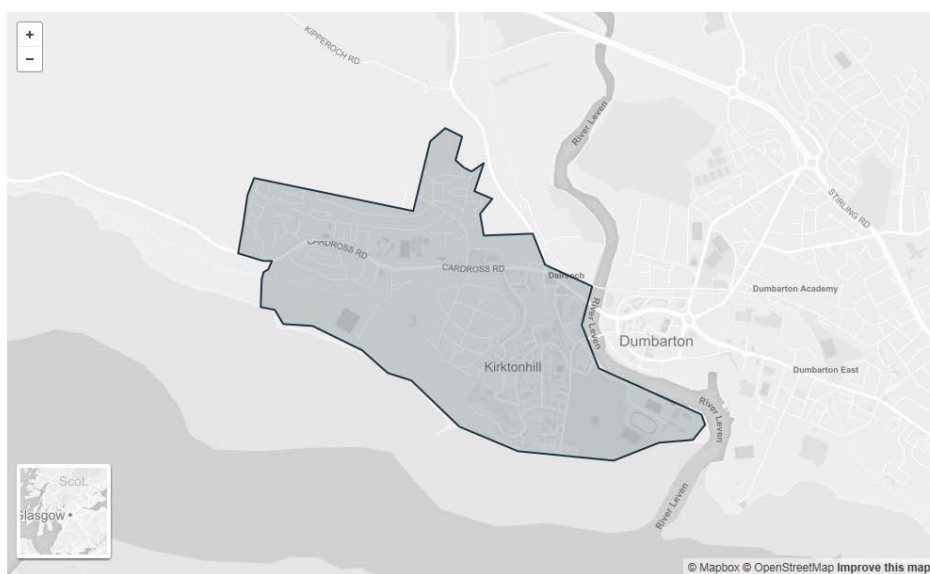 +
−
KIPPEROCH RD
River Leven
STIRLING RD
CARDROSS RD
CARDROSS RD
Dalreoch
Dumbarton Academy
River Leven
Dumbarton
Kirktonhill
Dumbarton East
River Leven
River Leven
Scot.
Glasgow
© Mapbox © OpenStreetMap Improve this map